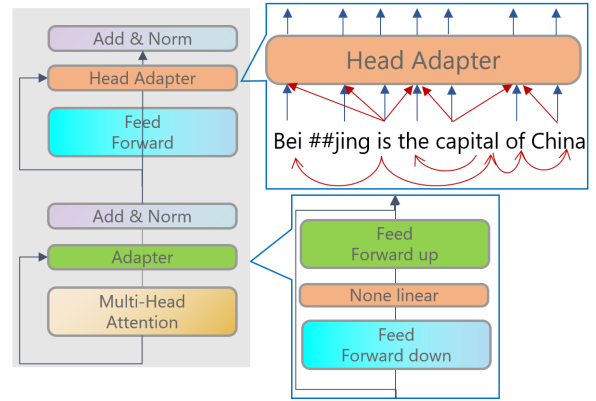 Add & Norm
Head Adapter
Feed
Forward
Add & Norm
Adapter
Multi-Head
Attention
Head Adapter
Bei ##jing is the capital of China
Feed
Forward up
None linear
Feed
Forward down